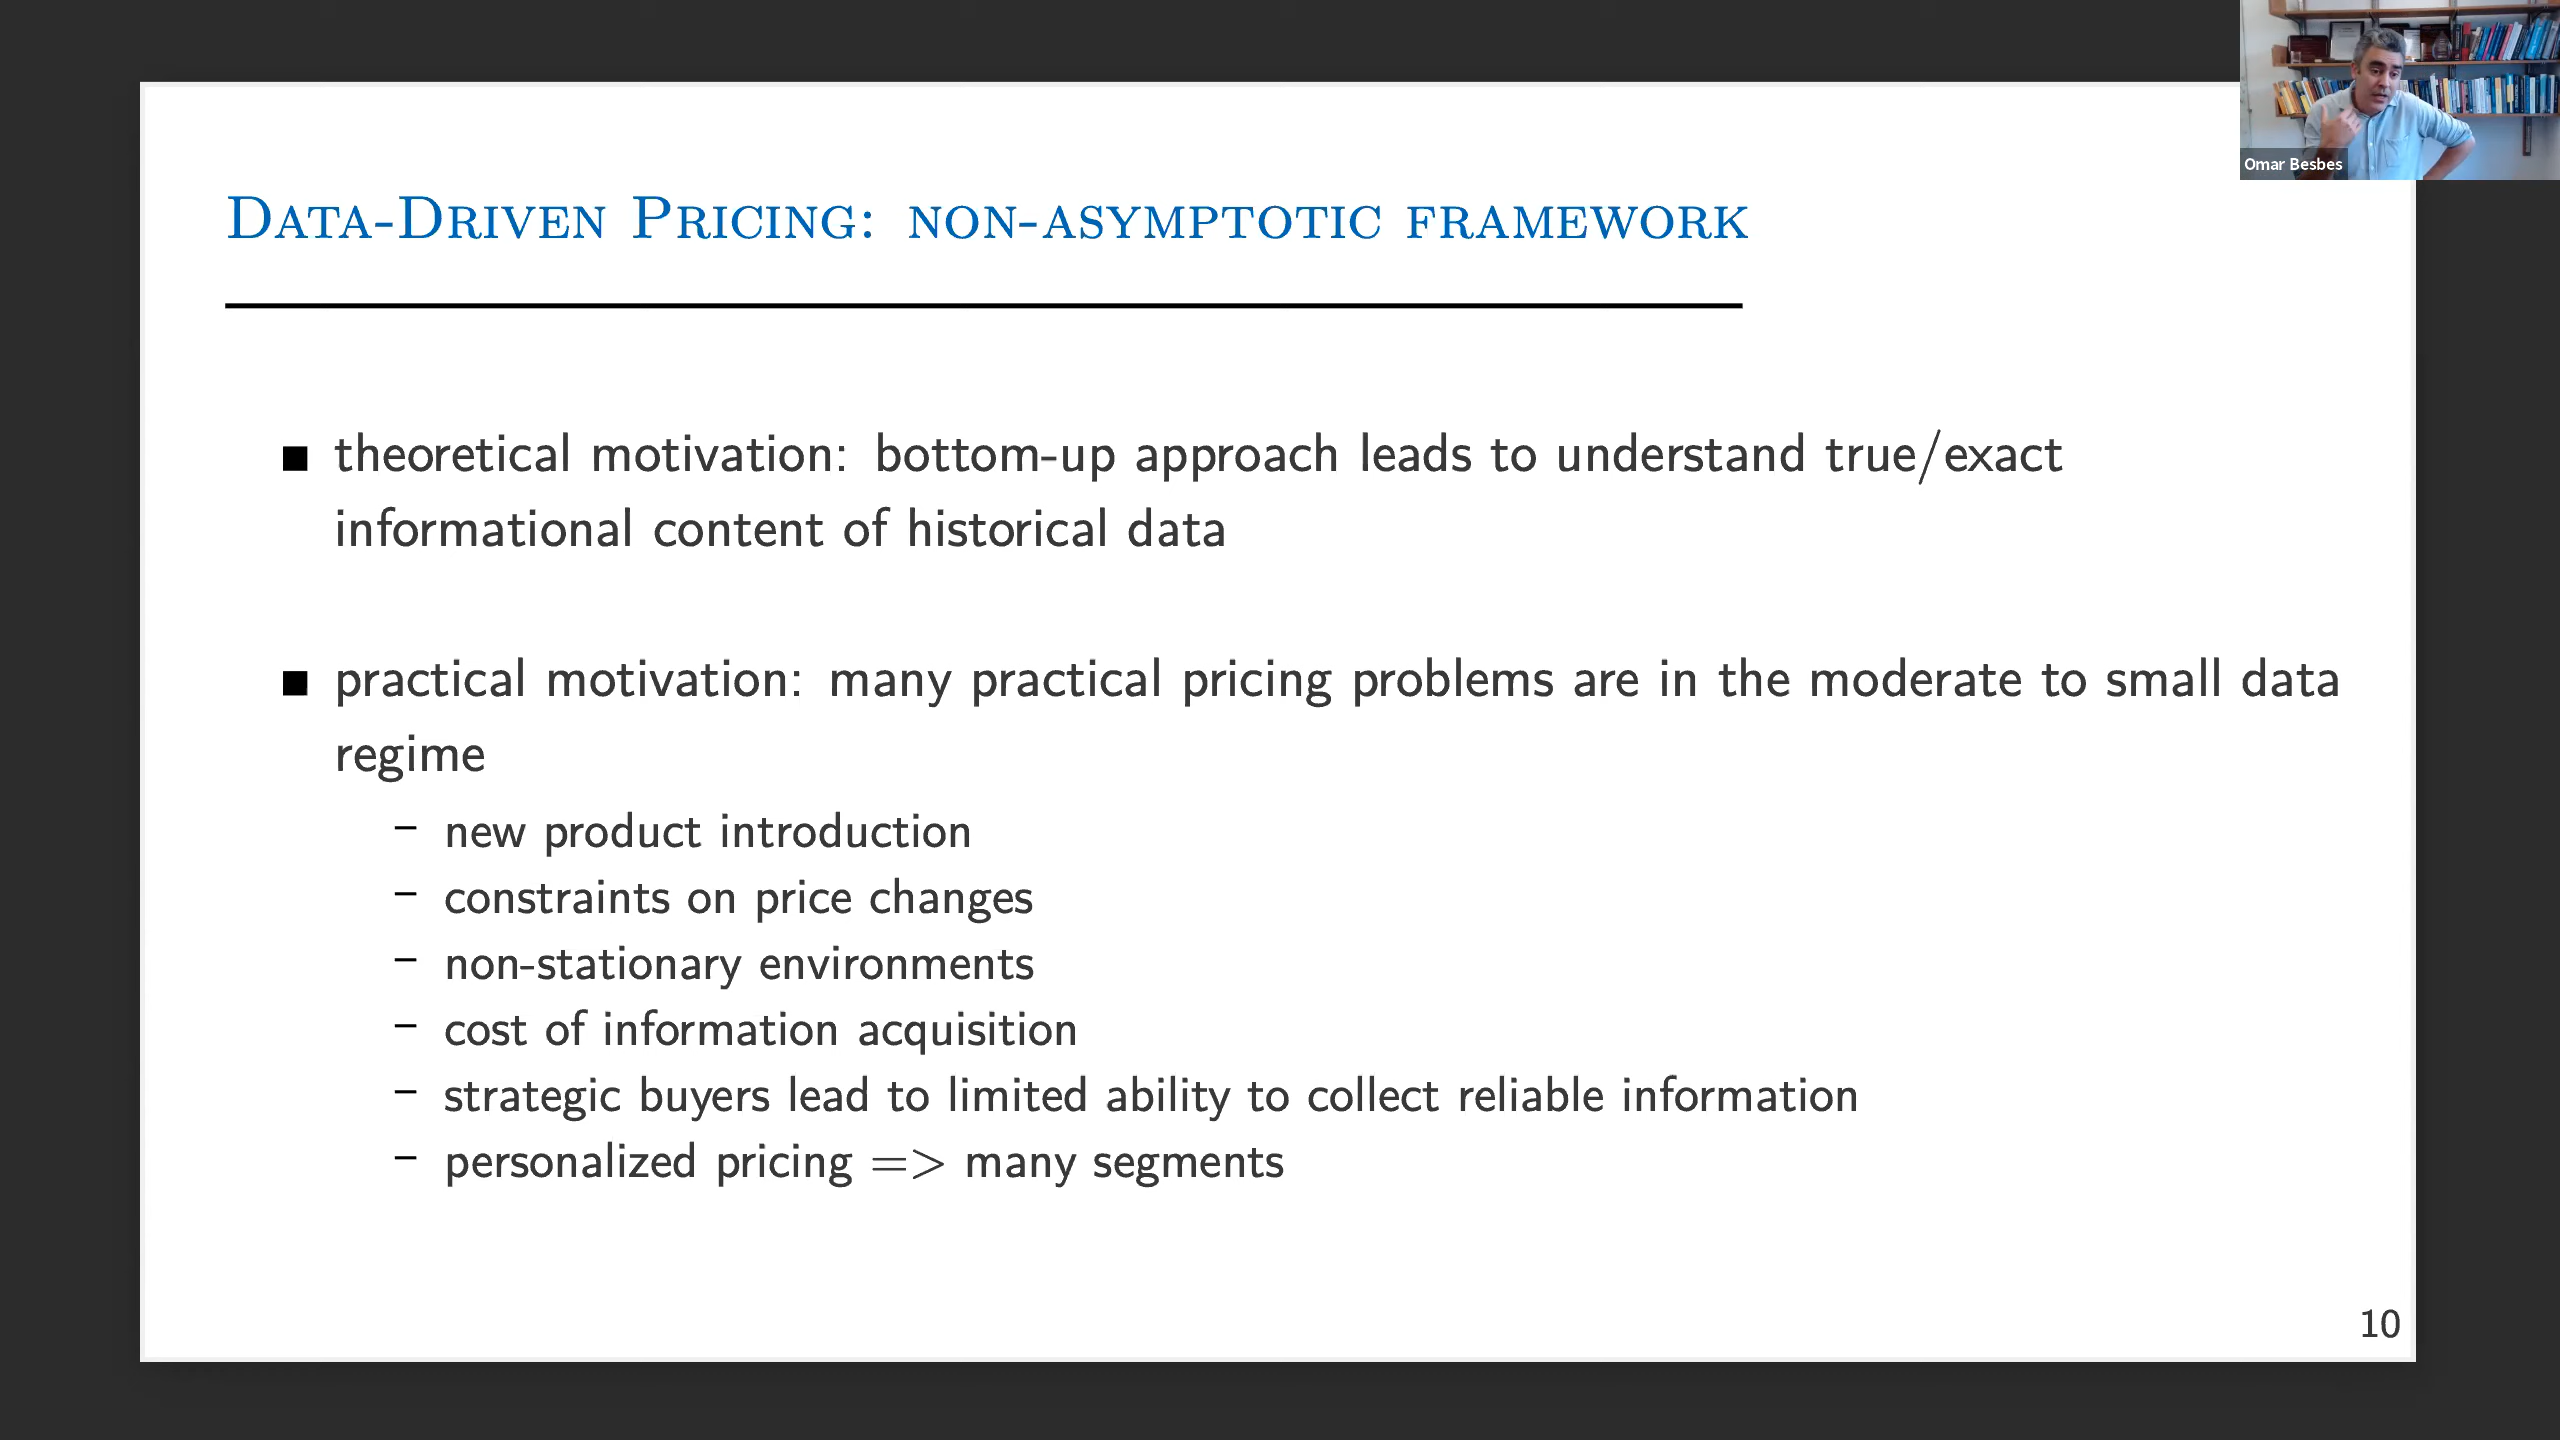 Omar Besbes
Data-Driven Pricing: non-asymptotic framework
■ theoretical motivation: bottom-up approach leads to understand true/exact
informational content of historical data
■ practical motivation: many practical pricing problems are in the moderate to small data
regime
– new product introduction
– constraints on price changes
– non-stationary environments
– cost of information acquisition
– strategic buyers lead to limited ability to collect reliable information
– personalized pricing => many segments
10